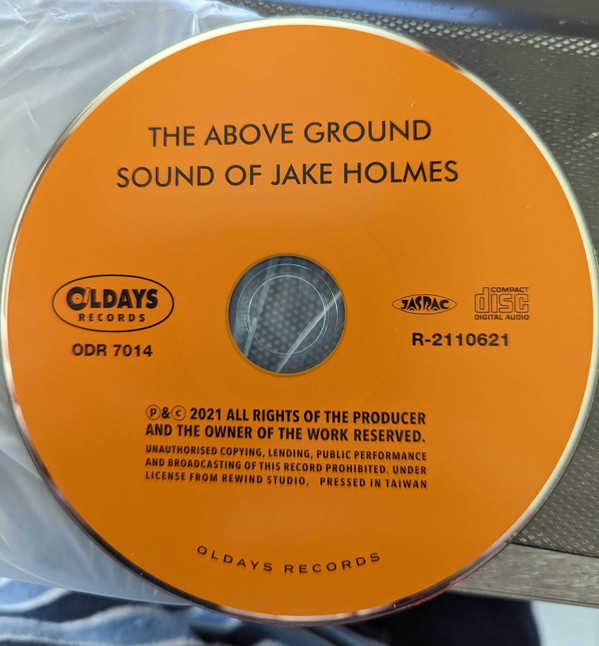 THE ABOVE GROUND
SOUND OF JAKE HOLMES
OLDAYS
RECORDS
ODR 7014
JASRAC
COMPACT
disc
DIGITAL AUDIO
R-2110621
Ⓟ&Ⓒ 2021 ALL RIGHTS OF THE PRODUCER
AND THE OWNER OF THE WORK RESERVED.
UNAUTHORISED COPYING, LENDING, PUBLIC PERFORMANCE
AND BROADCASTING OF THIS RECORD PROHIBITED. UNDER
LICENSE FROM REWIND STUDIO, PRESSED IN TAIWAN
OLDAYS RECORDS